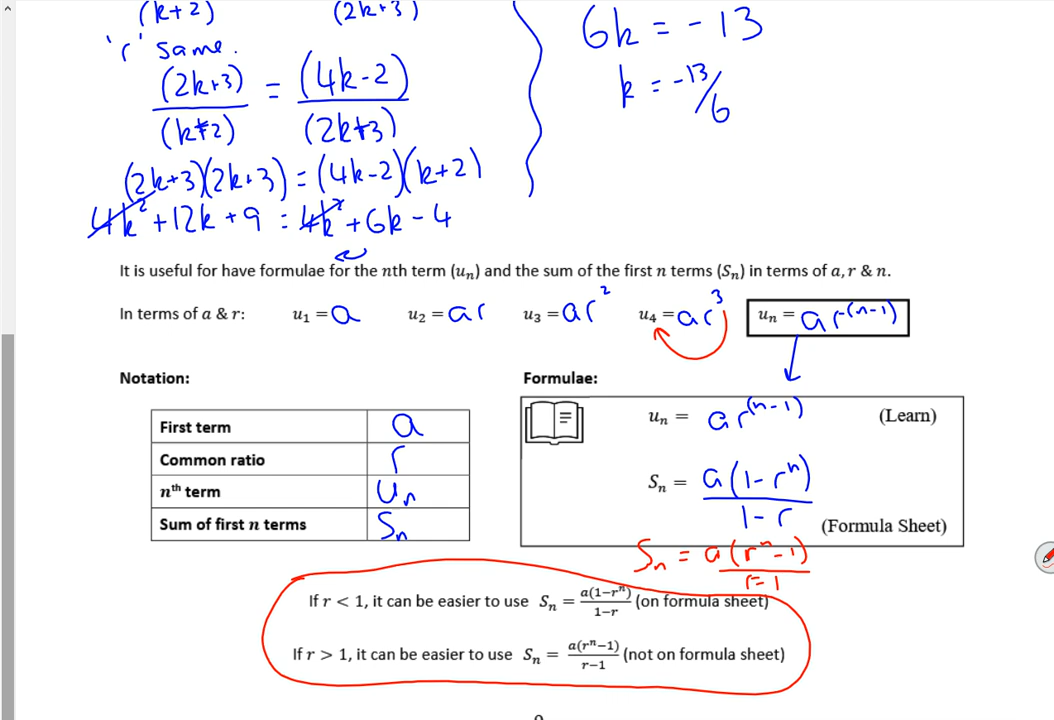 (k+2) (2k+3)
'r' same.
(2k+3)/(k+2) = (4k-2)/(2k+3)
(2k+3)(2k+3) = (4k-2)(k+2)
4k² +12k +9 = 4k² +6k -4
6k = -13
k = -13/6
It is useful for have formulae for the nth term (uₙ) and the sum of the first n terms (Sₙ) in terms of a, r & n.
In terms of a & r: u₁ = a u₂ = ar u₃ = ar² u₄ = ar³ uₙ = ar^(n-1)
Notation:
First term a
Common ratio r
nᵗʰ term uₙ
Sum of first n terms Sₙ
Formulae:
uₙ = ar^(n-1) (Learn)
Sₙ = a(1-rⁿ)/1-r (Formula Sheet)
Sₙ = a(rⁿ-1)/r-1
If r < 1, it can be easier to use Sₙ = a(1−rⁿ)/1−r (on formula sheet)
If r > 1, it can be easier to use Sₙ = a(rⁿ−1)/r−1 (not on formula sheet)